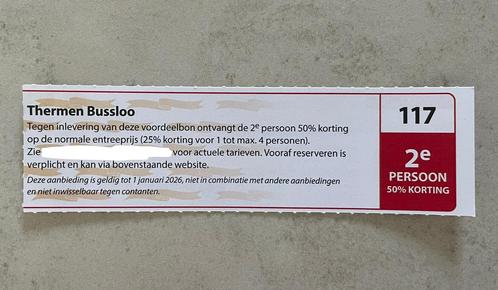 Thermen Bussloo
Tegen inlevering van deze voordeelbon ontvangt de 2e persoon 50% korting
op de normale entreeprijs (25% korting voor 1 tot max. 4 personen).
Zie voor actuele tarieven. Vooraf reserveren is
verplicht en kan via bovenstaande website.
Deze aanbieding is geldig tot 1 januari 2026, niet in combinatie met andere aanbiedingen
en niet inwisselbaar tegen contanten.
117
2e
PERSOON
50% KORTING